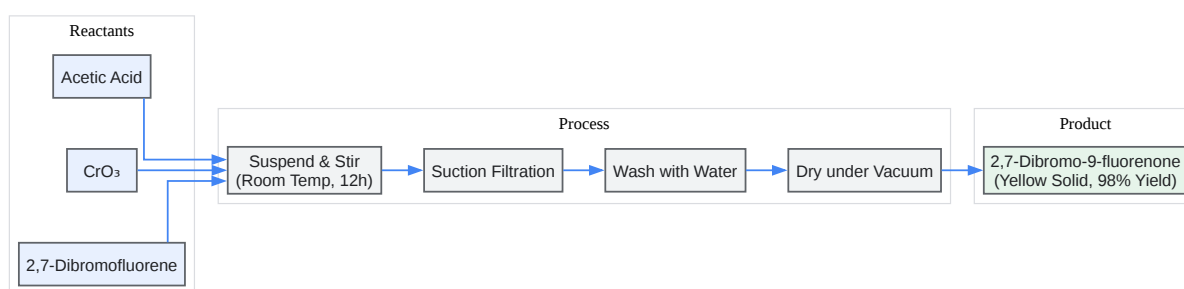 Reactants
Acetic Acid
CrO₃
2,7-Dibromofluorene
Process
Suspend & Stir
(Room Temp, 12h)
Suction Filtration
Wash with Water
Dry under Vacuum
Product
2,7-Dibromo-9-fluorenone
(Yellow Solid, 98% Yield)